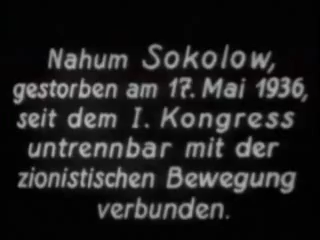 Nahum Sokolow,
gestorben am 17. Mai 1936,
seit dem I. Kongress
untrennbar mit der
zionistischen Bewegung
verbunden.